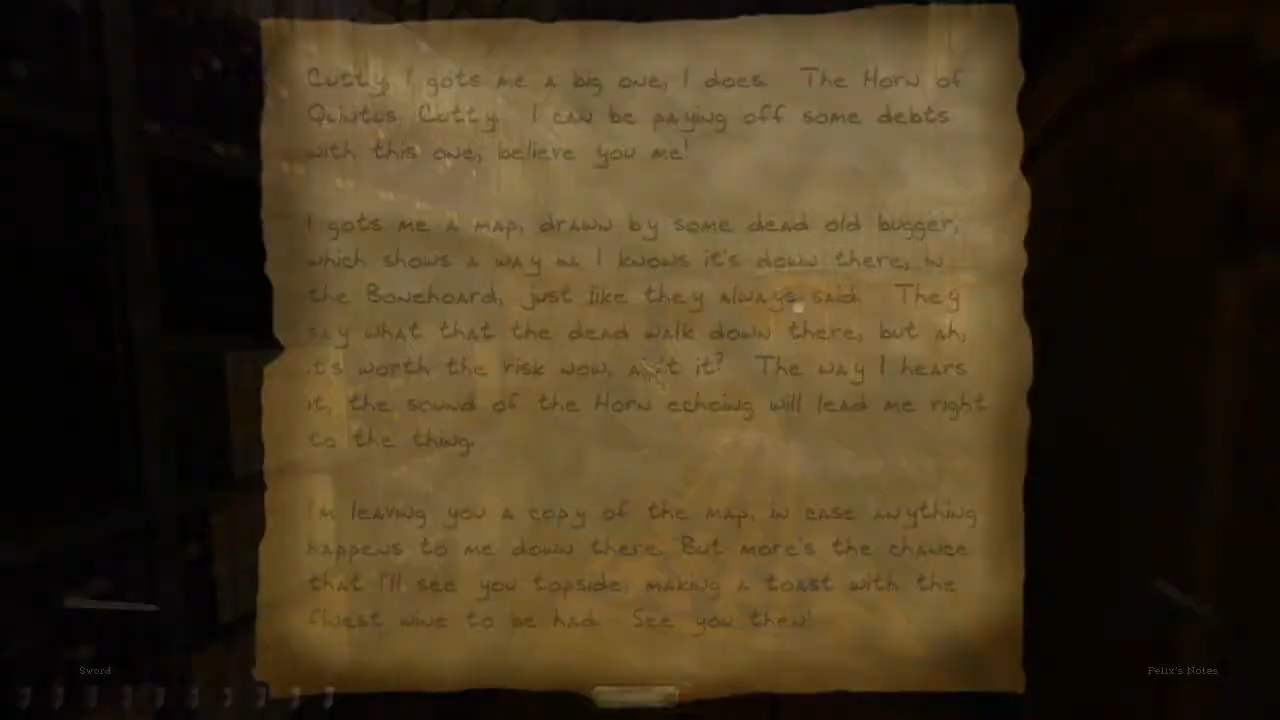 Cutty, I gots me a big one, I does. The Horn of
Quintus Cutty. I can be paying off some debts
with this one, believe you me!
I gots me a map, drawn by some dead old bugger,
which shows a way in. I knows it's down there, in
the Bonehoard, just like they always said. They
say what that the dead walk down there, but ah,
it's worth the risk now, ain't it? The way I hears
it, the sound of the Horn echoing will lead me right
to the thing.
I'm leaving you a copy of the map, in case anything
happens to me down there. But more's the chance
that I'll see you topside, making a toast with the
finest wine to be had. See you then!
Sword
Felix's Notes